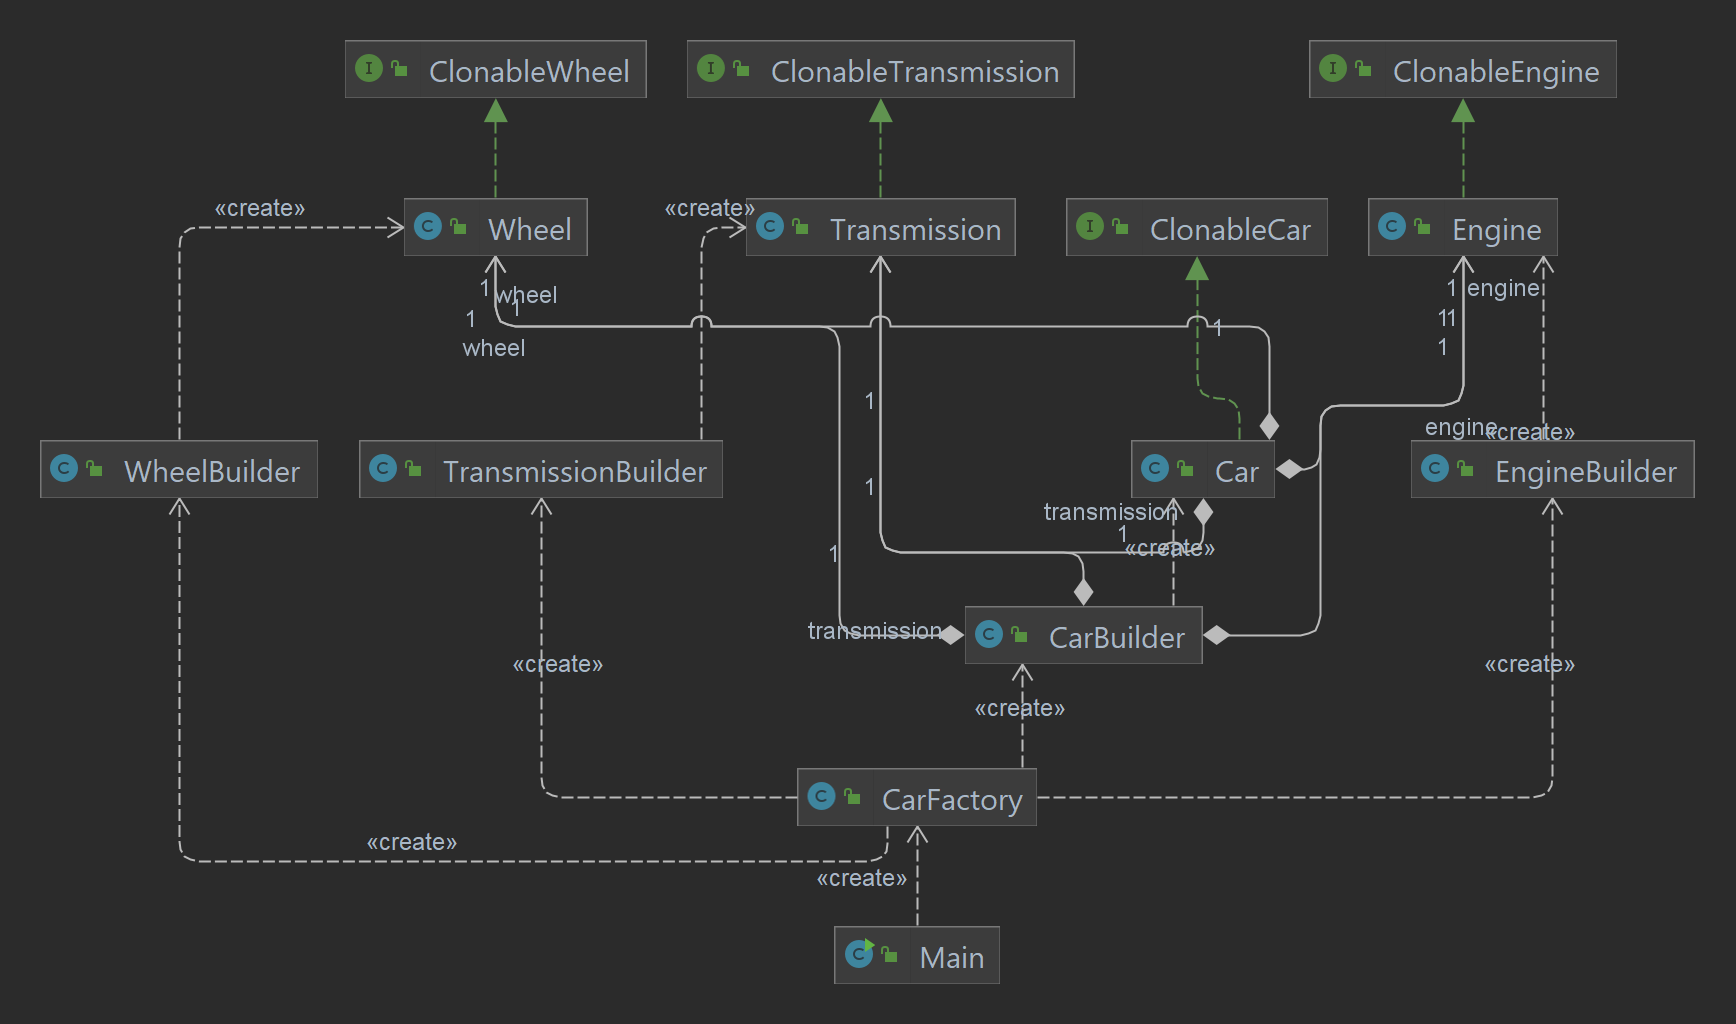 ClonableWheel
ClonableTransmission
ClonableEngine
«create»
Wheel
«create»
Transmission
ClonableCar
Engine
1
wheel
1
1
wheel
1
1 engine
11
1
1
engine
«create»
WheelBuilder
TransmissionBuilder
Car
EngineBuilder
1
transmission
1
«create»
1
transmission
CarBuilder
«create»
«create»
«create»
CarFactory
«create»
«create»
Main